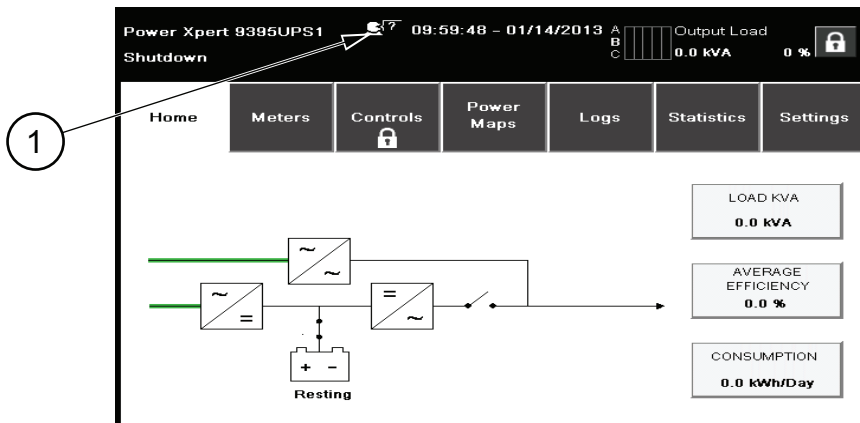 Power Xpert 9395UPS1 ? 09:59:48 - 01/14/2013 A Output Load
B
Shutdown C 0.0 kVA 0 %
1
Home Meters Controls Power Maps Logs Statistics Settings
LOAD KVA
0.0 kVA
AVERAGE
EFFICIENCY
0.0 %
CONSUMPTION
0.0 kWh/Day
~ ~
~ = = ~
+ -
Resting